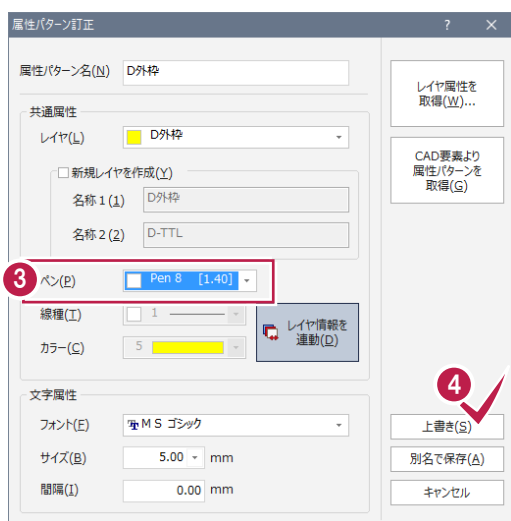 属性パターン訂正 ? ×
属性パターン名(N) D外枠
レイヤ属性を
取得(W)...
共通属性
レイヤ(L) D外枠
CAD要素より
属性パターンを
取得(G)
新規レイヤを作成(Y)
名称1(1) D外枠
名称2(2) D-TTL
3 ペン(P) Pen 8 [1.40]
線種(T) 1
レイヤ情報を
連動(D)
カラー(C) 5
4
文字属性
フォント(F) MS ゴシック
上書き(S)
サイズ(B) 5.00 mm
別名で保存(A)
間隔(I) 0.00 mm
キャンセル